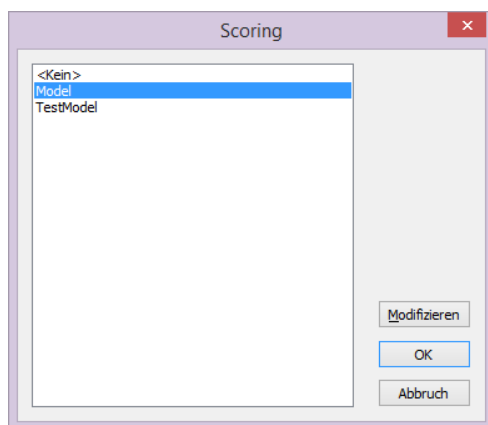 Scoring
<Kein>
Model
TestModel
Modifizieren
OK
Abbruch